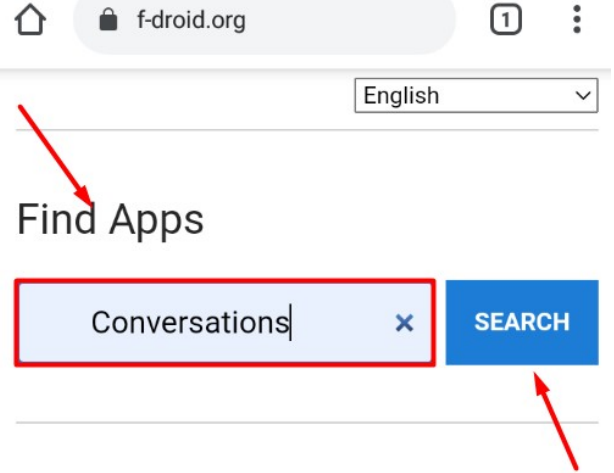 f-droid.org
1
English
Find Apps
Conversations
SEARCH